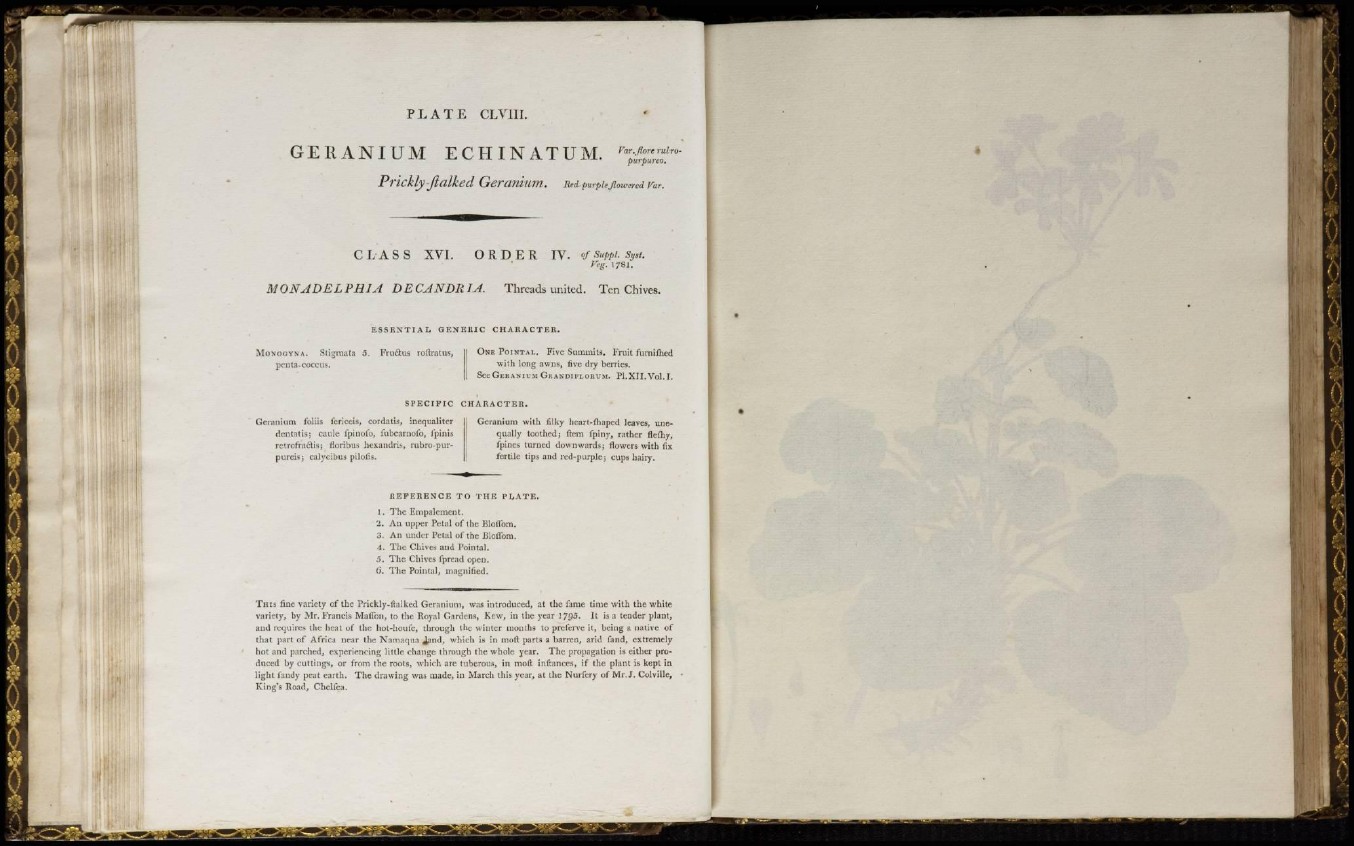 PLATE CLVIII.
GERANIUM ECHINATUM. Var. flore rubro-
purpureo.
Prickly-ſtalked Geranium. Red-purple flowered Var.
CLASS XVI. ORDER IV. of Suppl. Syst.
Veg. 1781.
MONADELPHIA DECANDRIA. Threads united. Ten Chives.
ESSENTIAL GENERIC CHARACTER.
MONOGYNA. Stigmata 5. Fructus roſtratus,
penta-coccus.
ONE POINTAL. Five Summits. Fruit furniſhed
with long awns, five dry berries.
See GERANIUM GRANDIFLORUM. Pl. XII. Vol. I.
SPECIFIC CHARACTER.
Geranium foliis ſericeis, cordatis, inequaliter
dentatis; caule ſpinoſo, ſubcarnoſo, ſpinis
retrofractis; floribus hexandris, rubro-pur-
pureis; calycibus piloſis.
Geranium with ſilky heart-ſhaped leaves, une-
qually toothed; ſtem ſpiny, rather fleſhy,
ſpines turned downwards; flowers with ſix
fertile tips and red-purple; cups hairy.
REFERENCE TO THE PLATE.
1. The Empalement.
2. An upper Petal of the Bloſſom.
3. An under Petal of the Bloſſom.
4. The Chives and Pointal.
5. The Chives ſpread open.
6. The Pointal, magnified.
THIS fine variety of the Prickly-ſtalked Geranium, was introduced, at the ſame time with the white
variety, by Mr. Francis Maſſon, to the Royal Gardens, Kew, in the year 1795. It is a tender plant,
and requires the heat of the hot-houſe, through the winter months to preſerve it, being a native of
that part of Africa near the Namaqua land, which is in moſt parts a barren, arid ſand, extremely
hot and parched, experiencing little change through the whole year. The propagation is either pro-
duced by cuttings, or from the roots, which are tuberous, in moſt inſtances, if the plant is kept in
light ſandy peat earth. The drawing was made, in March this year, at the Nurſery of Mr. J. Colville,
King's Road, Chelſea.